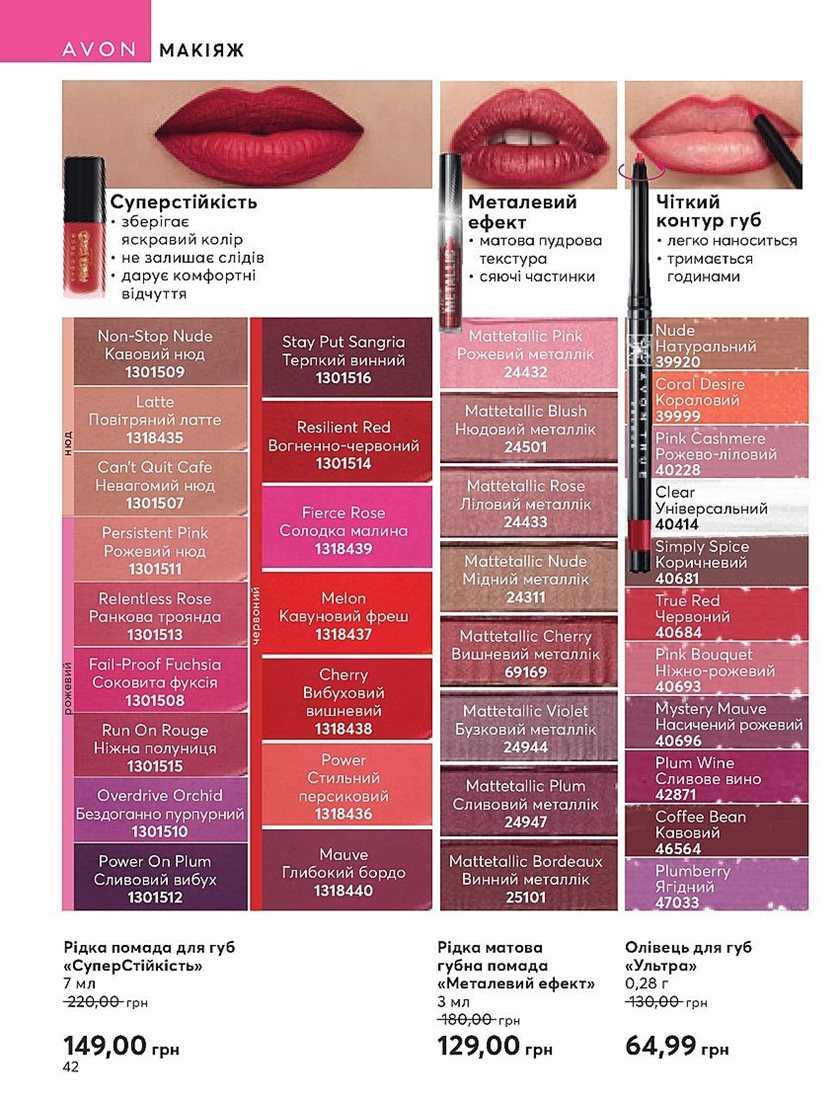 AVON МАКІЯЖ
Суперстійкість
• зберігає
яскравий колір
• не залишає слідів
• дарує комфортні
відчуття
Металевий
ефект
• матова пудрова
текстура
• сяючі частинки
Чіткий
контур губ
• легко наноситься
• тримається
годинами
METALLIC
AVON TRUE
нюд
Non-Stop Nude
Кавовий нюд
1301509
Latte
Повітряний латте
1318435
Can't Quit Cafe
Невагомий нюд
1301507
рожевий
Persistent Pink
Рожевий нюд
1301511
Relentless Rose
Ранкова троянда
1301513
Fail-Proof Fuchsia
Соковита фуксія
1301508
Run On Rouge
Ніжна полуниця
1301515
Overdrive Orchid
Бездоганно пурпурний
1301510
Power On Plum
Сливовий вибух
1301512
червоний
Stay Put Sangria
Терпкий винний
1301516
Resilient Red
Вогненно-червоний
1301514
Fierce Rose
Солодка малина
1318439
Melon
Кавуновий фреш
1318437
Cherry
Вибуховий
вишневий
1318438
Power
Стильний
персиковий
1318436
Mauve
Глибокий бордо
1318440
Mattetallic Pink
Рожевий металлік
24432
Mattetallic Blush
Нюдовий металлік
24501
Mattetallic Rose
Ліловий металлік
24433
Mattetallic Nude
Мідний металлік
24311
Mattetallic Cherry
Вишневий металлік
69169
Mattetallic Violet
Бузковий металлік
24944
Mattetallic Plum
Сливовий металлік
24947
Mattetallic Bordeaux
Винний металлік
25101
Nude
Натуральний
39920
Coral Desire
Кораловий
39999
Pink Cashmere
Рожево-ліловий
40228
Clear
Універсальний
40414
Simply Spice
Коричневий
40681
True Red
Червоний
40684
Pink Bouquet
Ніжно-рожевий
40693
Mystery Mauve
Насичений рожевий
40696
Plum Wine
Сливове вино
42871
Coffee Bean
Кавовий
46564
Plumberry
Ягідний
47033
Рідка помада для губ
«СуперСтійкість»
7 мл
220,00 грн
149,00 грн
Рідка матова
губна помада
«Металевий ефект»
3 мл
180,00 грн
129,00 грн
Олівець для губ
«Ультра»
0,28 г
130,00 грн
64,99 грн
42